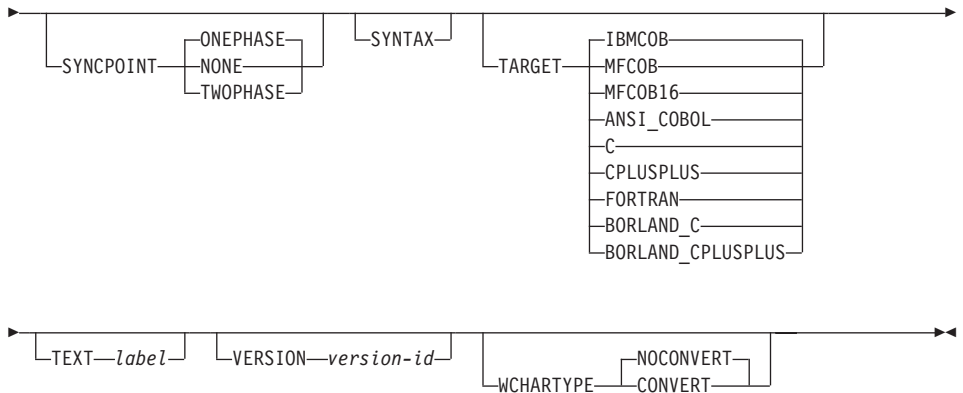 ONEPHASE
SYNCPOINT NONE
TWOPHASE
SYNTAX
IBMCOB
TARGET MFCOB
MFCOB16
ANSI_COBOL
C
CPLUSPLUS
FORTRAN
BORLAND_C
BORLAND_CPLUSPLUS
TEXT label
VERSION version-id
NOCONVERT
WCHARTYPE CONVERT